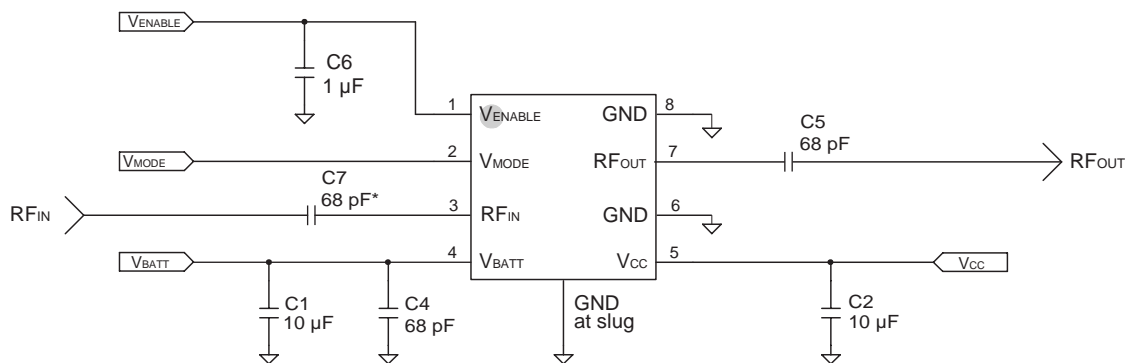 VENABLE
C6
1 µF
1
VENABLE
GND
8
C5
68 pF
VMODE
2
VMODE
RFOUT
7
RFOUT
C7
68 pF*
RFIN
3
RFIN
GND
6
VBATT
4
VBATT
VCC
5
VCC
C1
10 µF
C4
68 pF
GND
at slug
C2
10 µF